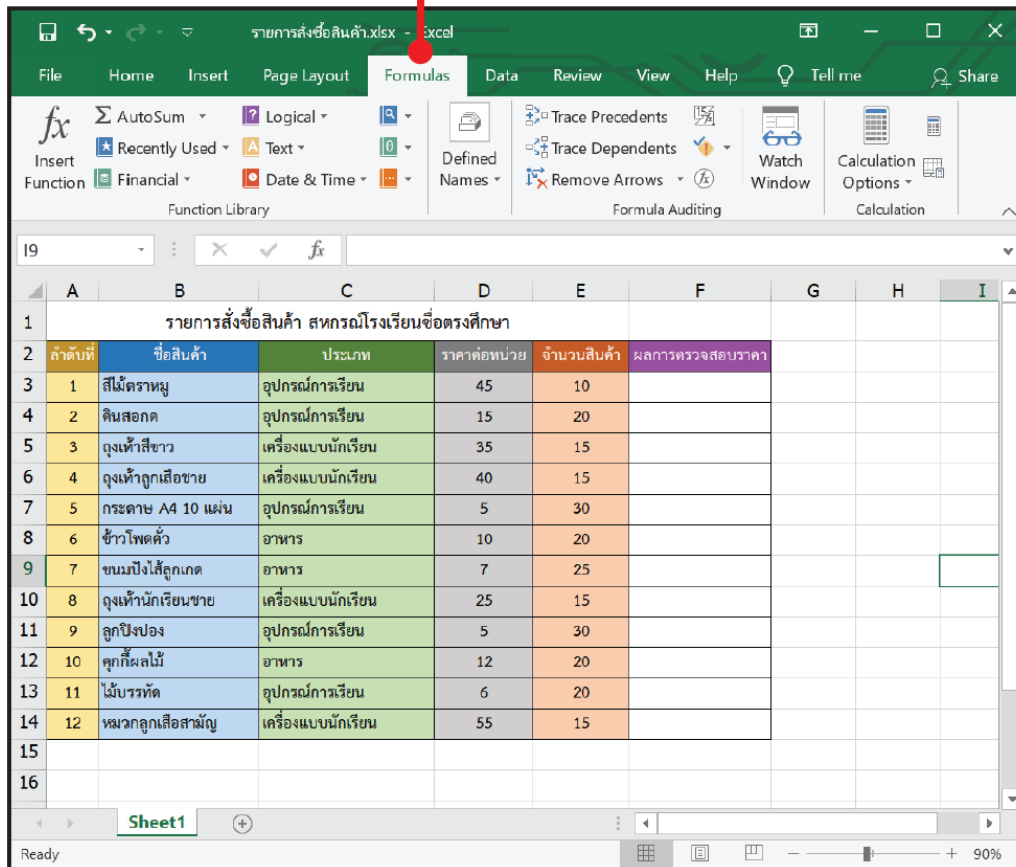 รายการสั่งซื้อสินค้า.xlsx - Excel
File Home Insert Page Layout Formulas Data Review View Help Tell me Share
fx Insert Function
Σ AutoSum
Recently Used
Financial
Logical
Text
Date & Time
Function Library
Defined Names
Trace Precedents
Trace Dependents
Remove Arrows
Formula Auditing
Watch Window
Calculation Options
Calculation
I9 fx
A B C D E F G H I
1 รายการสั่งซื้อสินค้า สหกรณ์โรงเรียนซื่อตรงศึกษา
2 ลำดับที่ ชื่อสินค้า ประเภท ราคาต่อหน่วย จำนวนสินค้า ผลการตรวจสอบราคา
3 1 สีไม้ตราหมู อุปกรณ์การเรียน 45 10
4 2 ดินสอกด อุปกรณ์การเรียน 15 20
5 3 ถุงเท้าสีขาว เครื่องแบบนักเรียน 35 15
6 4 ถุงเท้าลูกเสือชาย เครื่องแบบนักเรียน 40 15
7 5 กระดาษ A4 10 แผ่น อุปกรณ์การเรียน 5 30
8 6 ข้าวโพดคั่ว อาหาร 10 20
9 7 ขนมปังไส้ลูกเกด อาหาร 7 25
10 8 ถุงเท้านักเรียนชาย เครื่องแบบนักเรียน 25 15
11 9 ลูกปิงปอง อุปกรณ์การเรียน 5 30
12 10 คุกกี้ผลไม้ อาหาร 12 20
13 11 ไม้บรรทัด อุปกรณ์การเรียน 6 20
14 12 หมวกลูกเสือสามัญ เครื่องแบบนักเรียน 55 15
15
16
Sheet1
Ready 90%